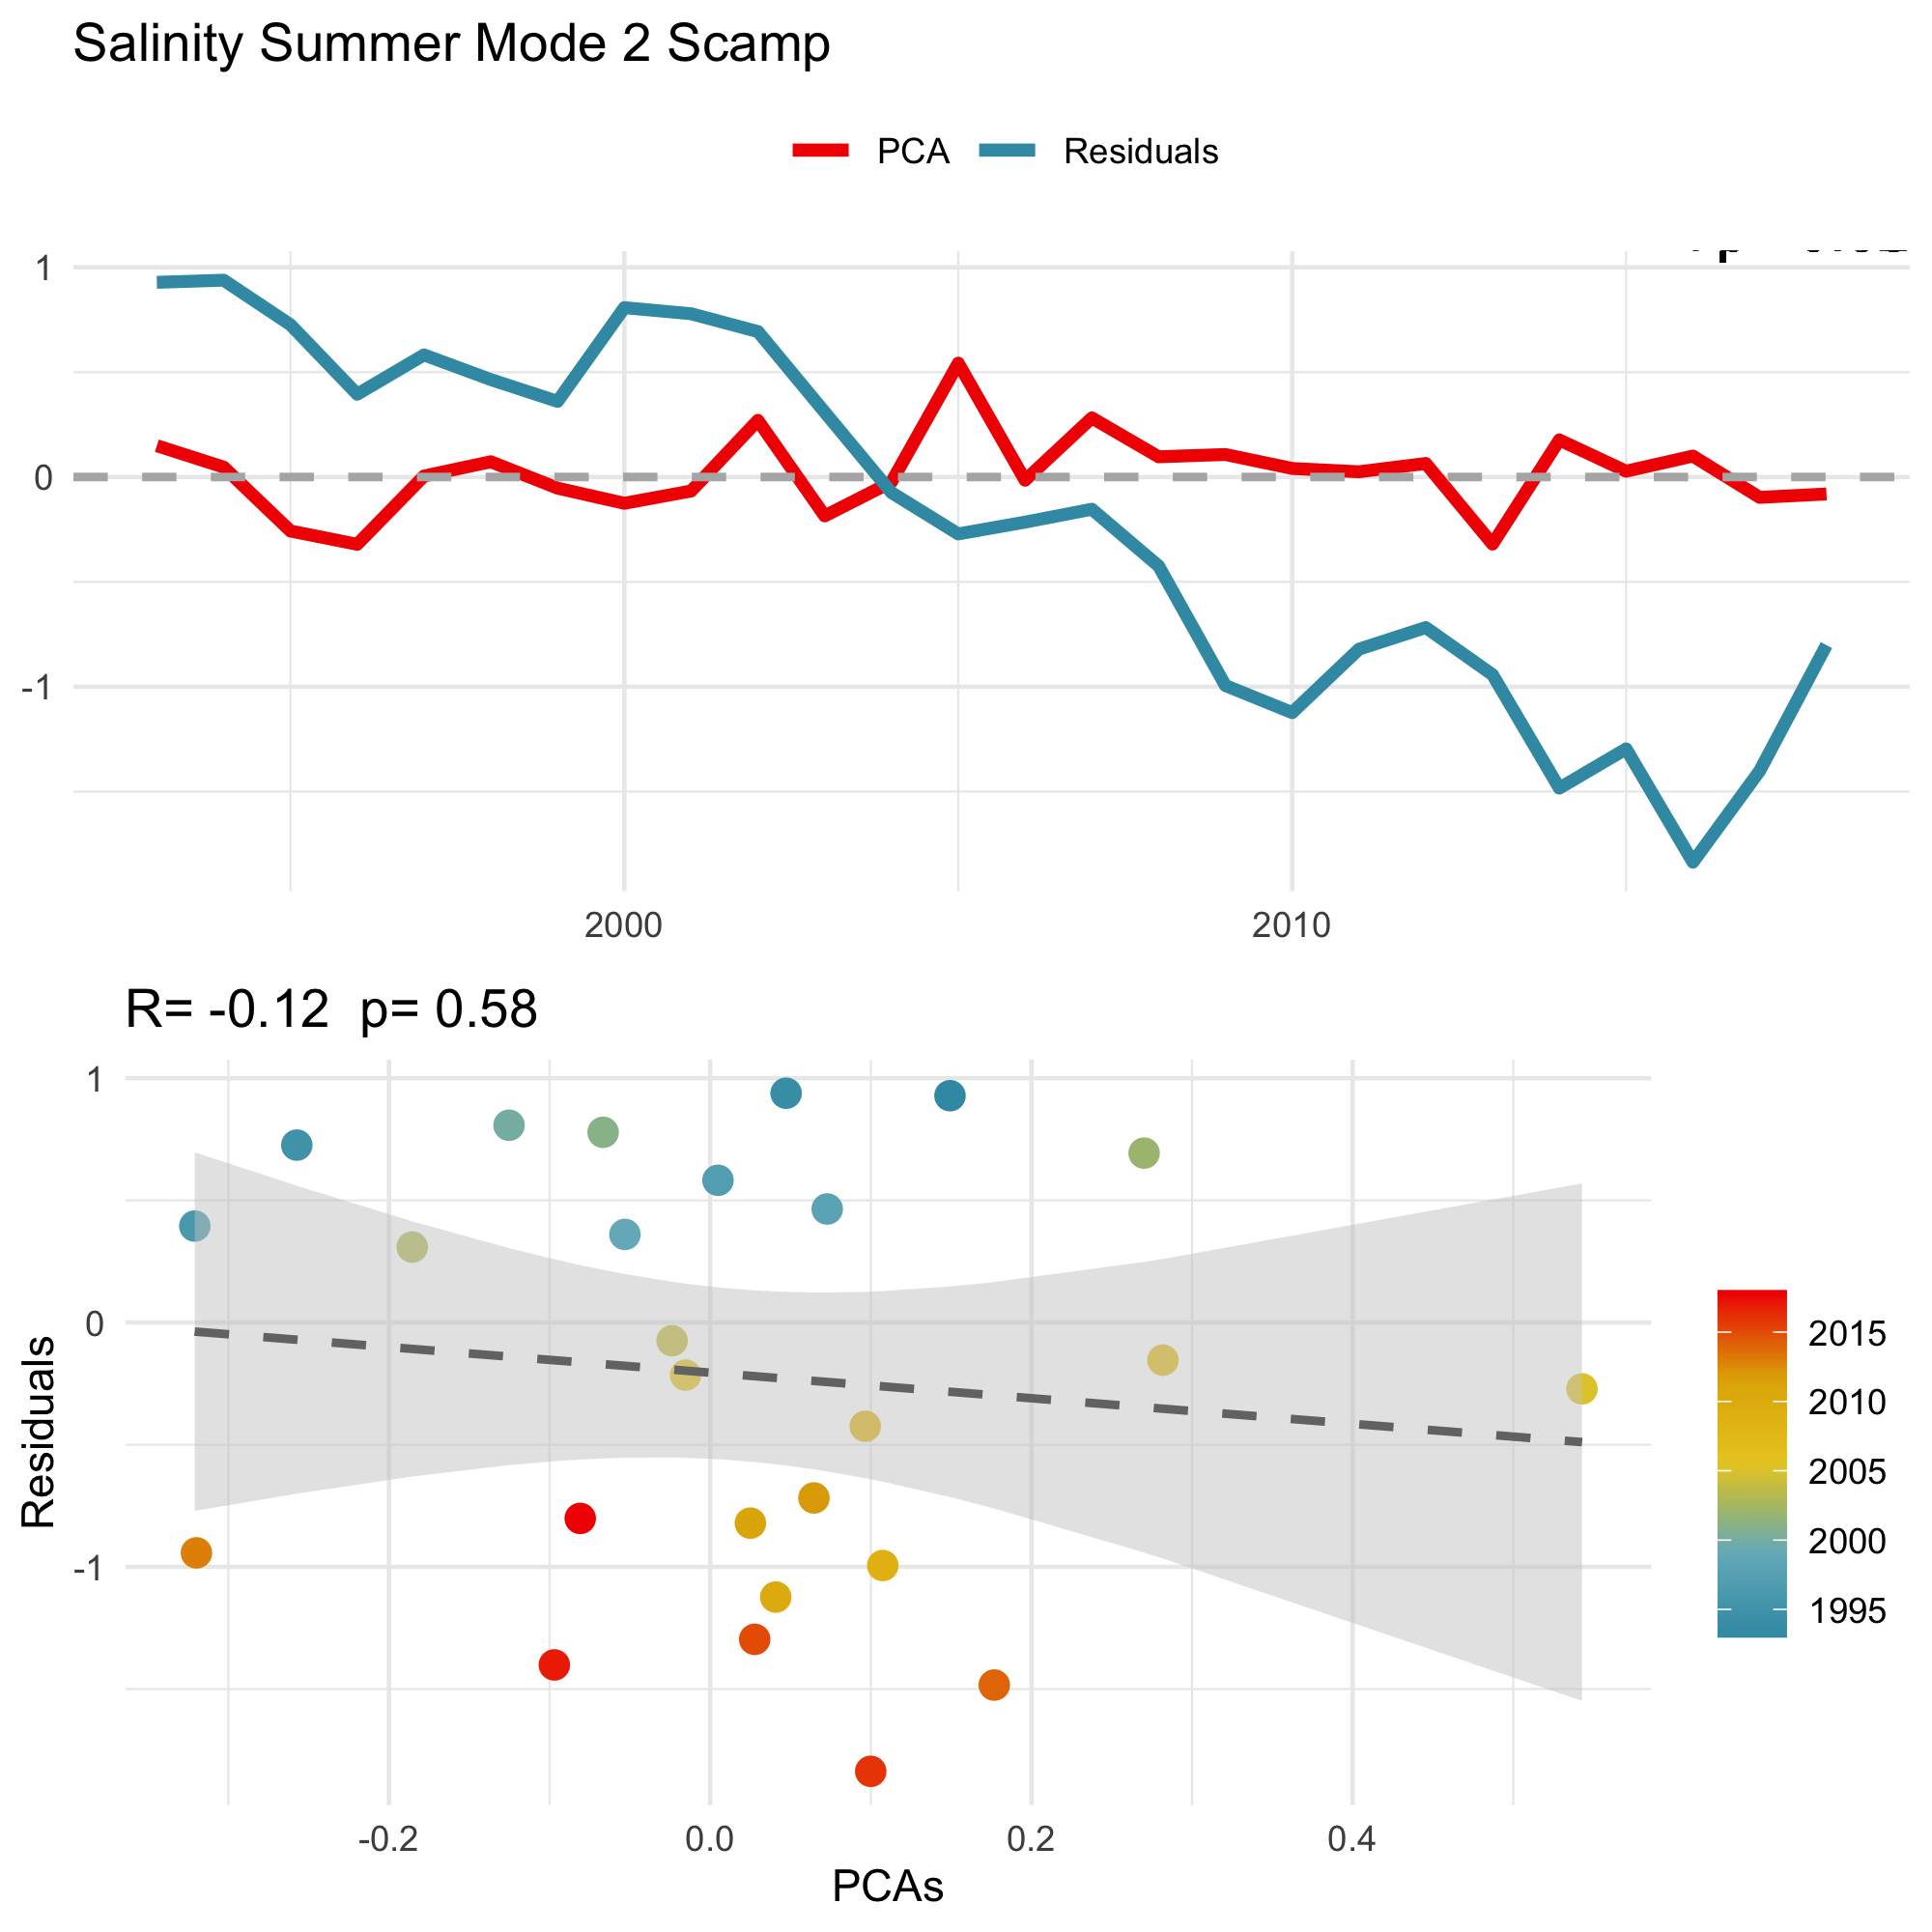 Salinity Summer Mode 2 Scamp
PCA Residuals
1
0
-1
2000 2010
R= -0.12 p= 0.58
Residuals
1
0
-1
-0.2 0.0 0.2 0.4
PCAs
2015
2010
2005
2000
1995